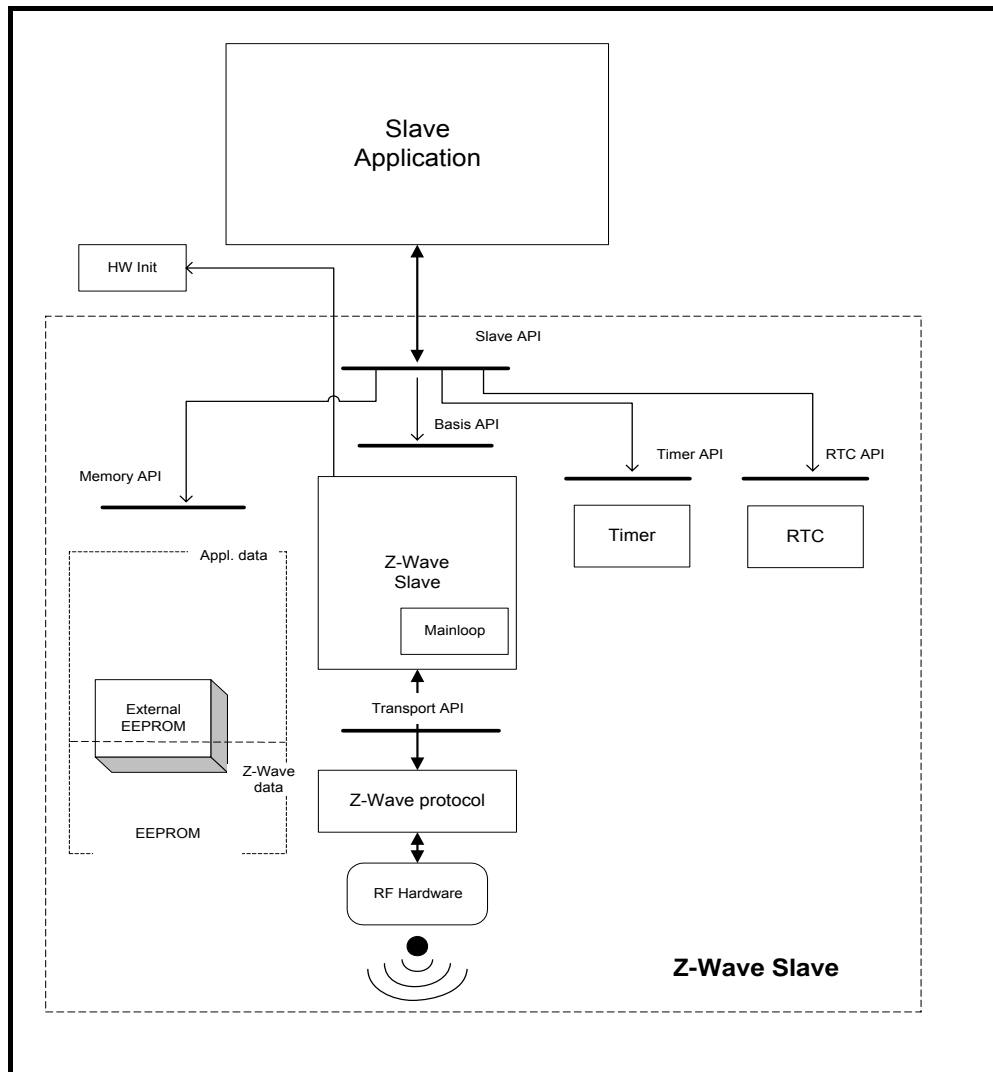 Slave
Application
HW Init
Slave API
Basis API
Timer API
RTC API
Memory API
Timer
RTC
Appl. data
Z-Wave
Slave
Mainloop
External
EEPROM
Transport API
Z-Wave
data
Z-Wave protocol
EEPROM
RF Hardware
Z-Wave Slave